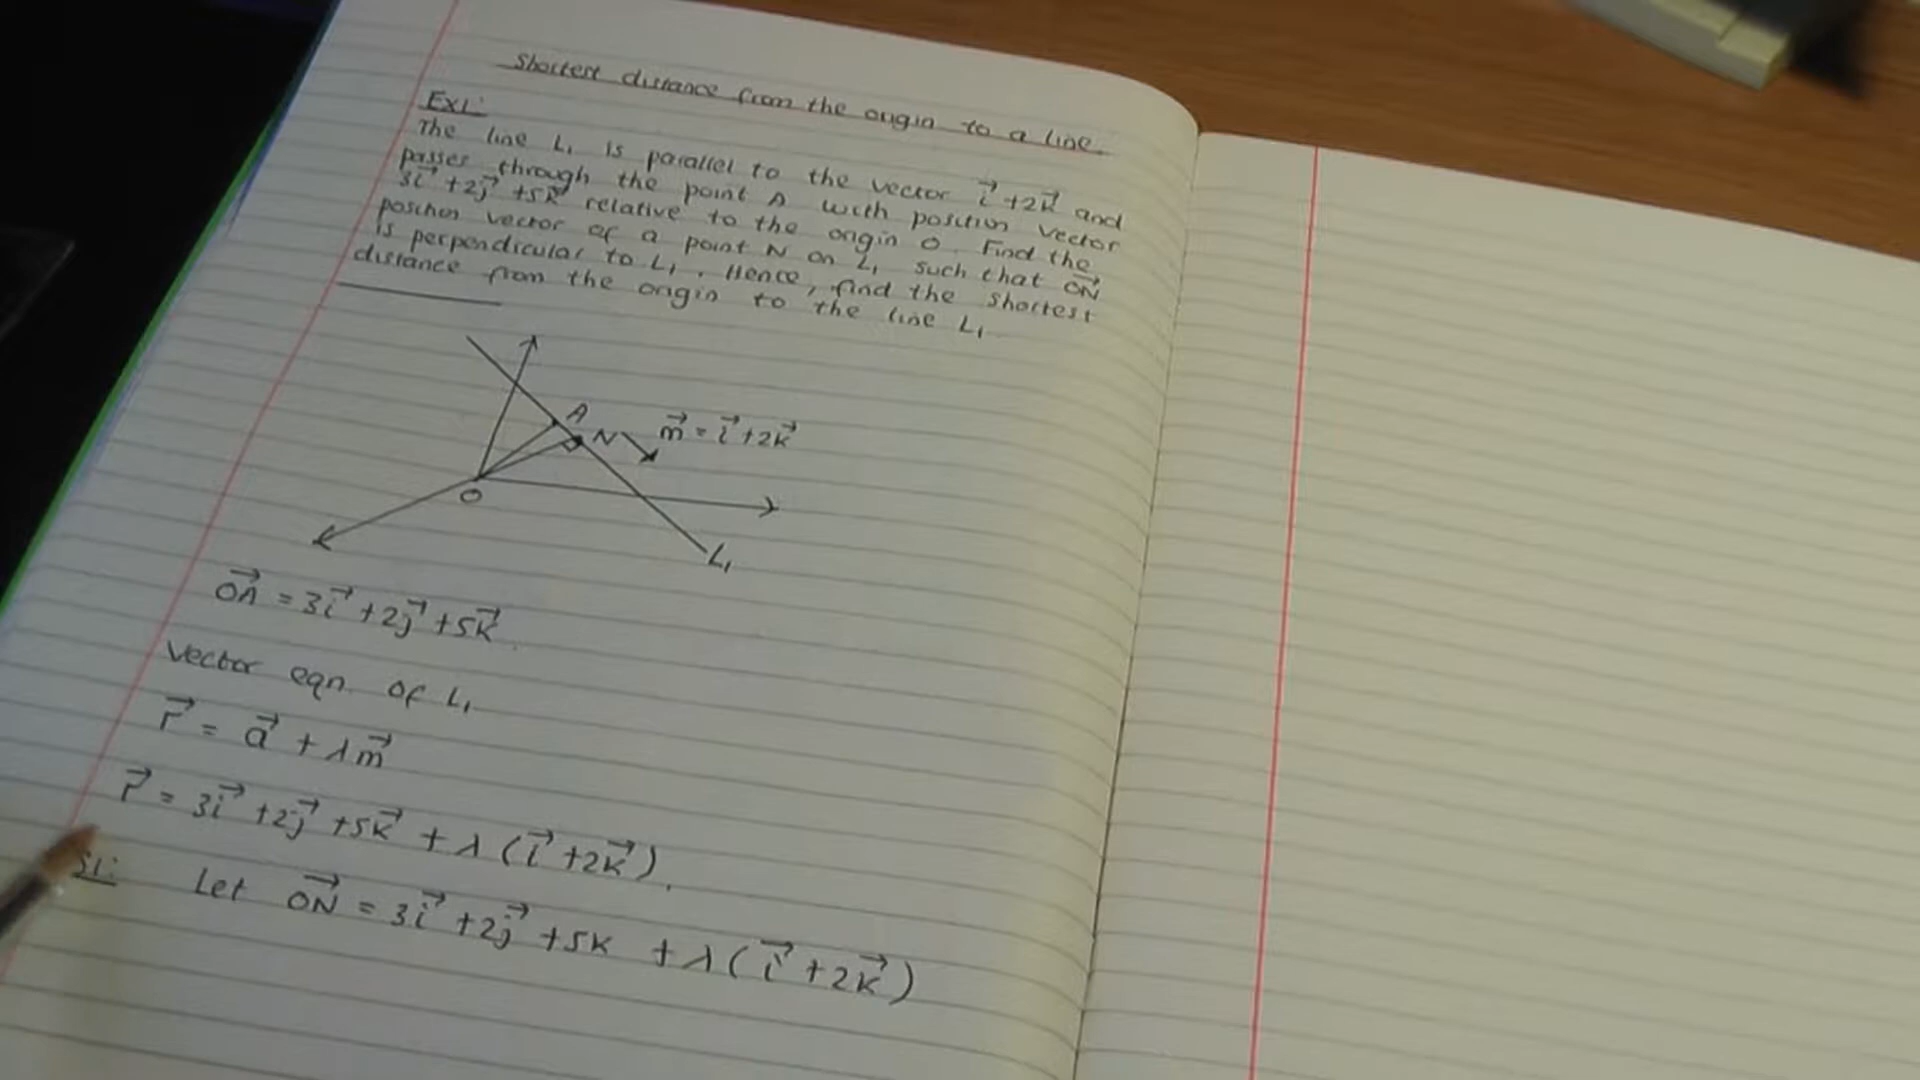 Shortest distance from the origin to a line.
Ex1:
The line L₁ is parallel to the vector i⃗ +2k⃗ and
passes through the point A with position vector
3i⃗ +2j⃗ +5k⃗ relative to the origin O. Find the
position vector of a point N on L₁ such that ON⃗
is perpendicular to L₁. Hence, find the shortest
distance from the origin to the line L₁
A
N
m⃗ = i⃗ +2k⃗
O
L₁
OA⃗ = 3i⃗ +2j⃗ +5k⃗
Vector eqn. of L₁
r⃗ = a⃗ + λm⃗
r⃗ = 3i⃗ +2j⃗ +5k⃗ + λ(i⃗ +2k⃗).
S1: Let ON⃗ = 3i⃗ +2j⃗ +5k + λ(i⃗ +2k⃗)